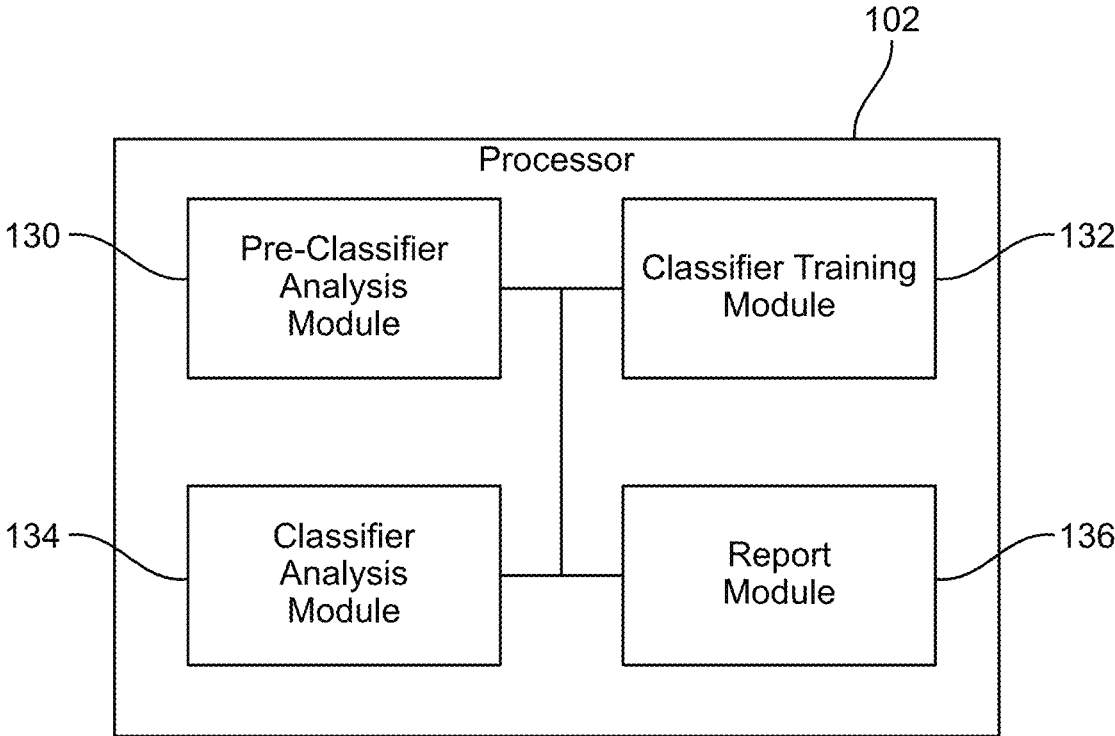 102
Processor
130
Pre-Classifier
Analysis
Module
Classifier Training
Module
132
134
Classifier
Analysis
Module
Report
Module
136